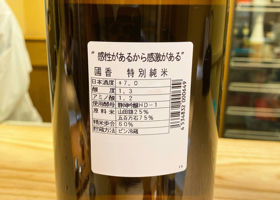 "感性があるから感激がある"
國香 特別純米
日本酒度 +7.0
酸度 1.3
アミノ酸 1.
使用酵母 静岡酵母HD-1
原料米 山田錦25%
五百万石75%
精米歩合 60%
貯蔵方法 ビン冷蔵
4934832000649